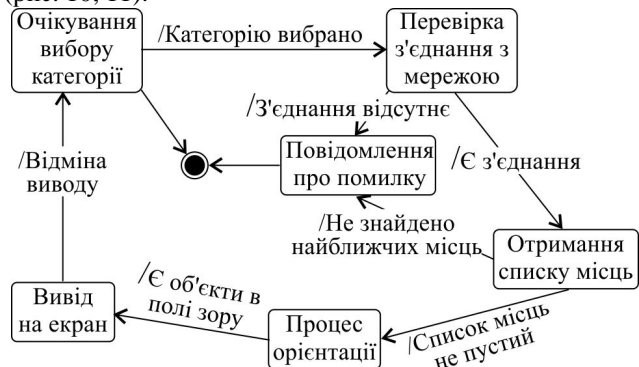 (рис. 10, 11).
Очікування
вибору
категорії
/Категорію вибрано
Перевірка
з'єднання з
мережою
/З'єднання відсутнє
Повідомлення
про помилку
/Є з'єднання
/Відміна
виводу
/Не знайдено
найближчих місць
Отримання
списку місць
/Є об'єкти в
полі зору
Вивід
на екран
Процес
орієнтації
/Список місць
не пустий